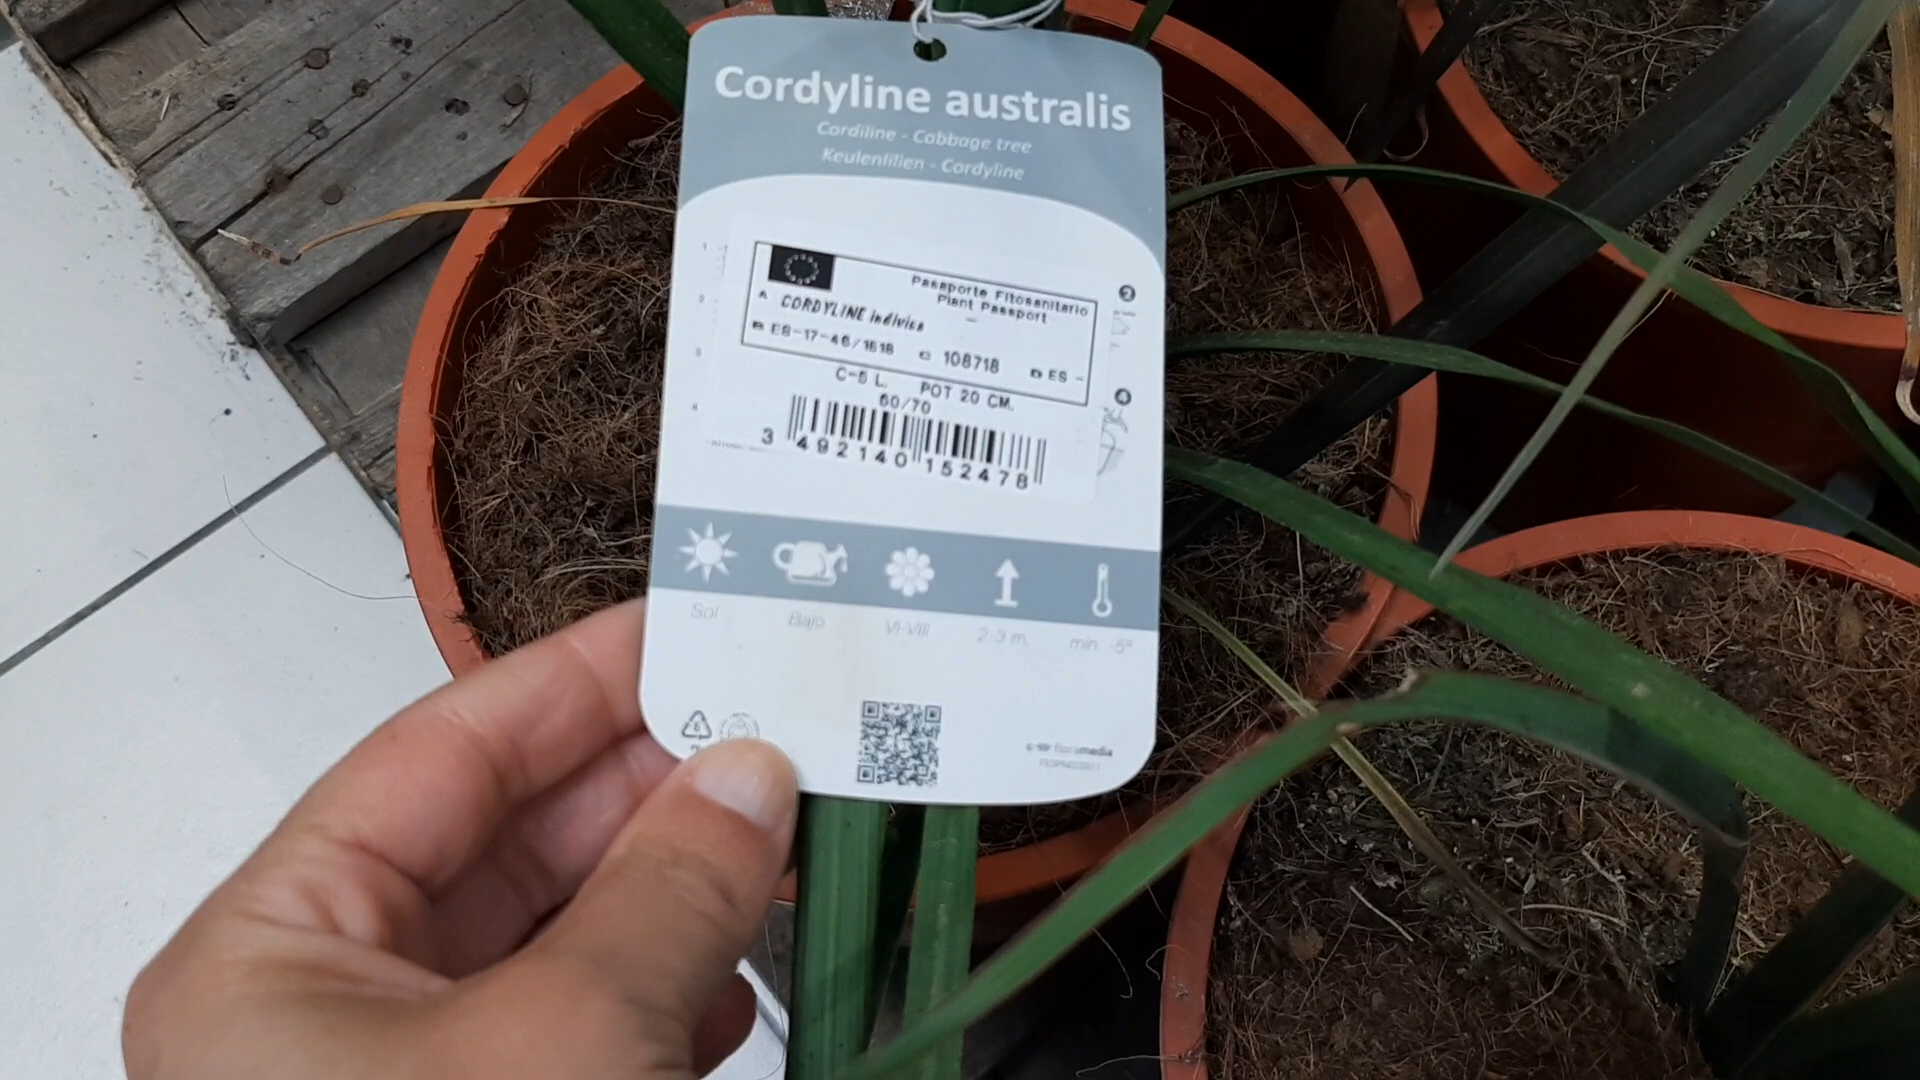 Cordyline australis
Cordiline - Cabbage tree
Keulenlilien - Cordyline
Pasaporte Fitosanitario
Plant Passport
A CORDYLINE indivisa
B ES-17-46/1618 C 108718 D ES -
C-5 L. POT 20 CM.
60/70
3 492140 152478
Sol Bajo VI-VIII 2-3 m. min. -5º
floramedia